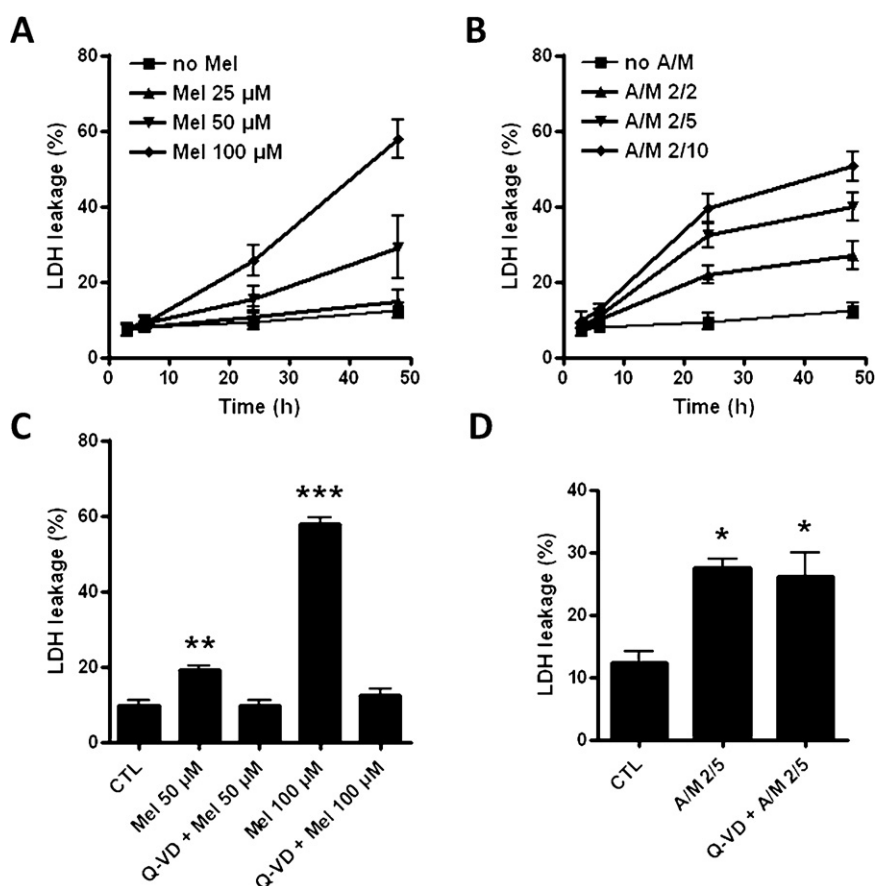 A
80
60
40
20
0
LDH leakage (%)
no Mel
Mel 25 µM
Mel 50 µM
Mel 100 µM
0 10 20 30 40 50
Time (h)
B
80
60
40
20
0
LDH leakage (%)
no A/M
A/M 2/2
A/M 2/5
A/M 2/10
0 10 20 30 40 50
Time (h)
C
80
60
40
20
0
LDH leakage (%)
**
***
CTL
Mel 50 µM
Q-VD + Mel 50 µM
Mel 100 µM
Q-VD + Mel 100 µM
D
40
30
20
10
0
LDH leakage (%)
*
*
CTL
A/M 2/5
Q-VD + A/M 2/5